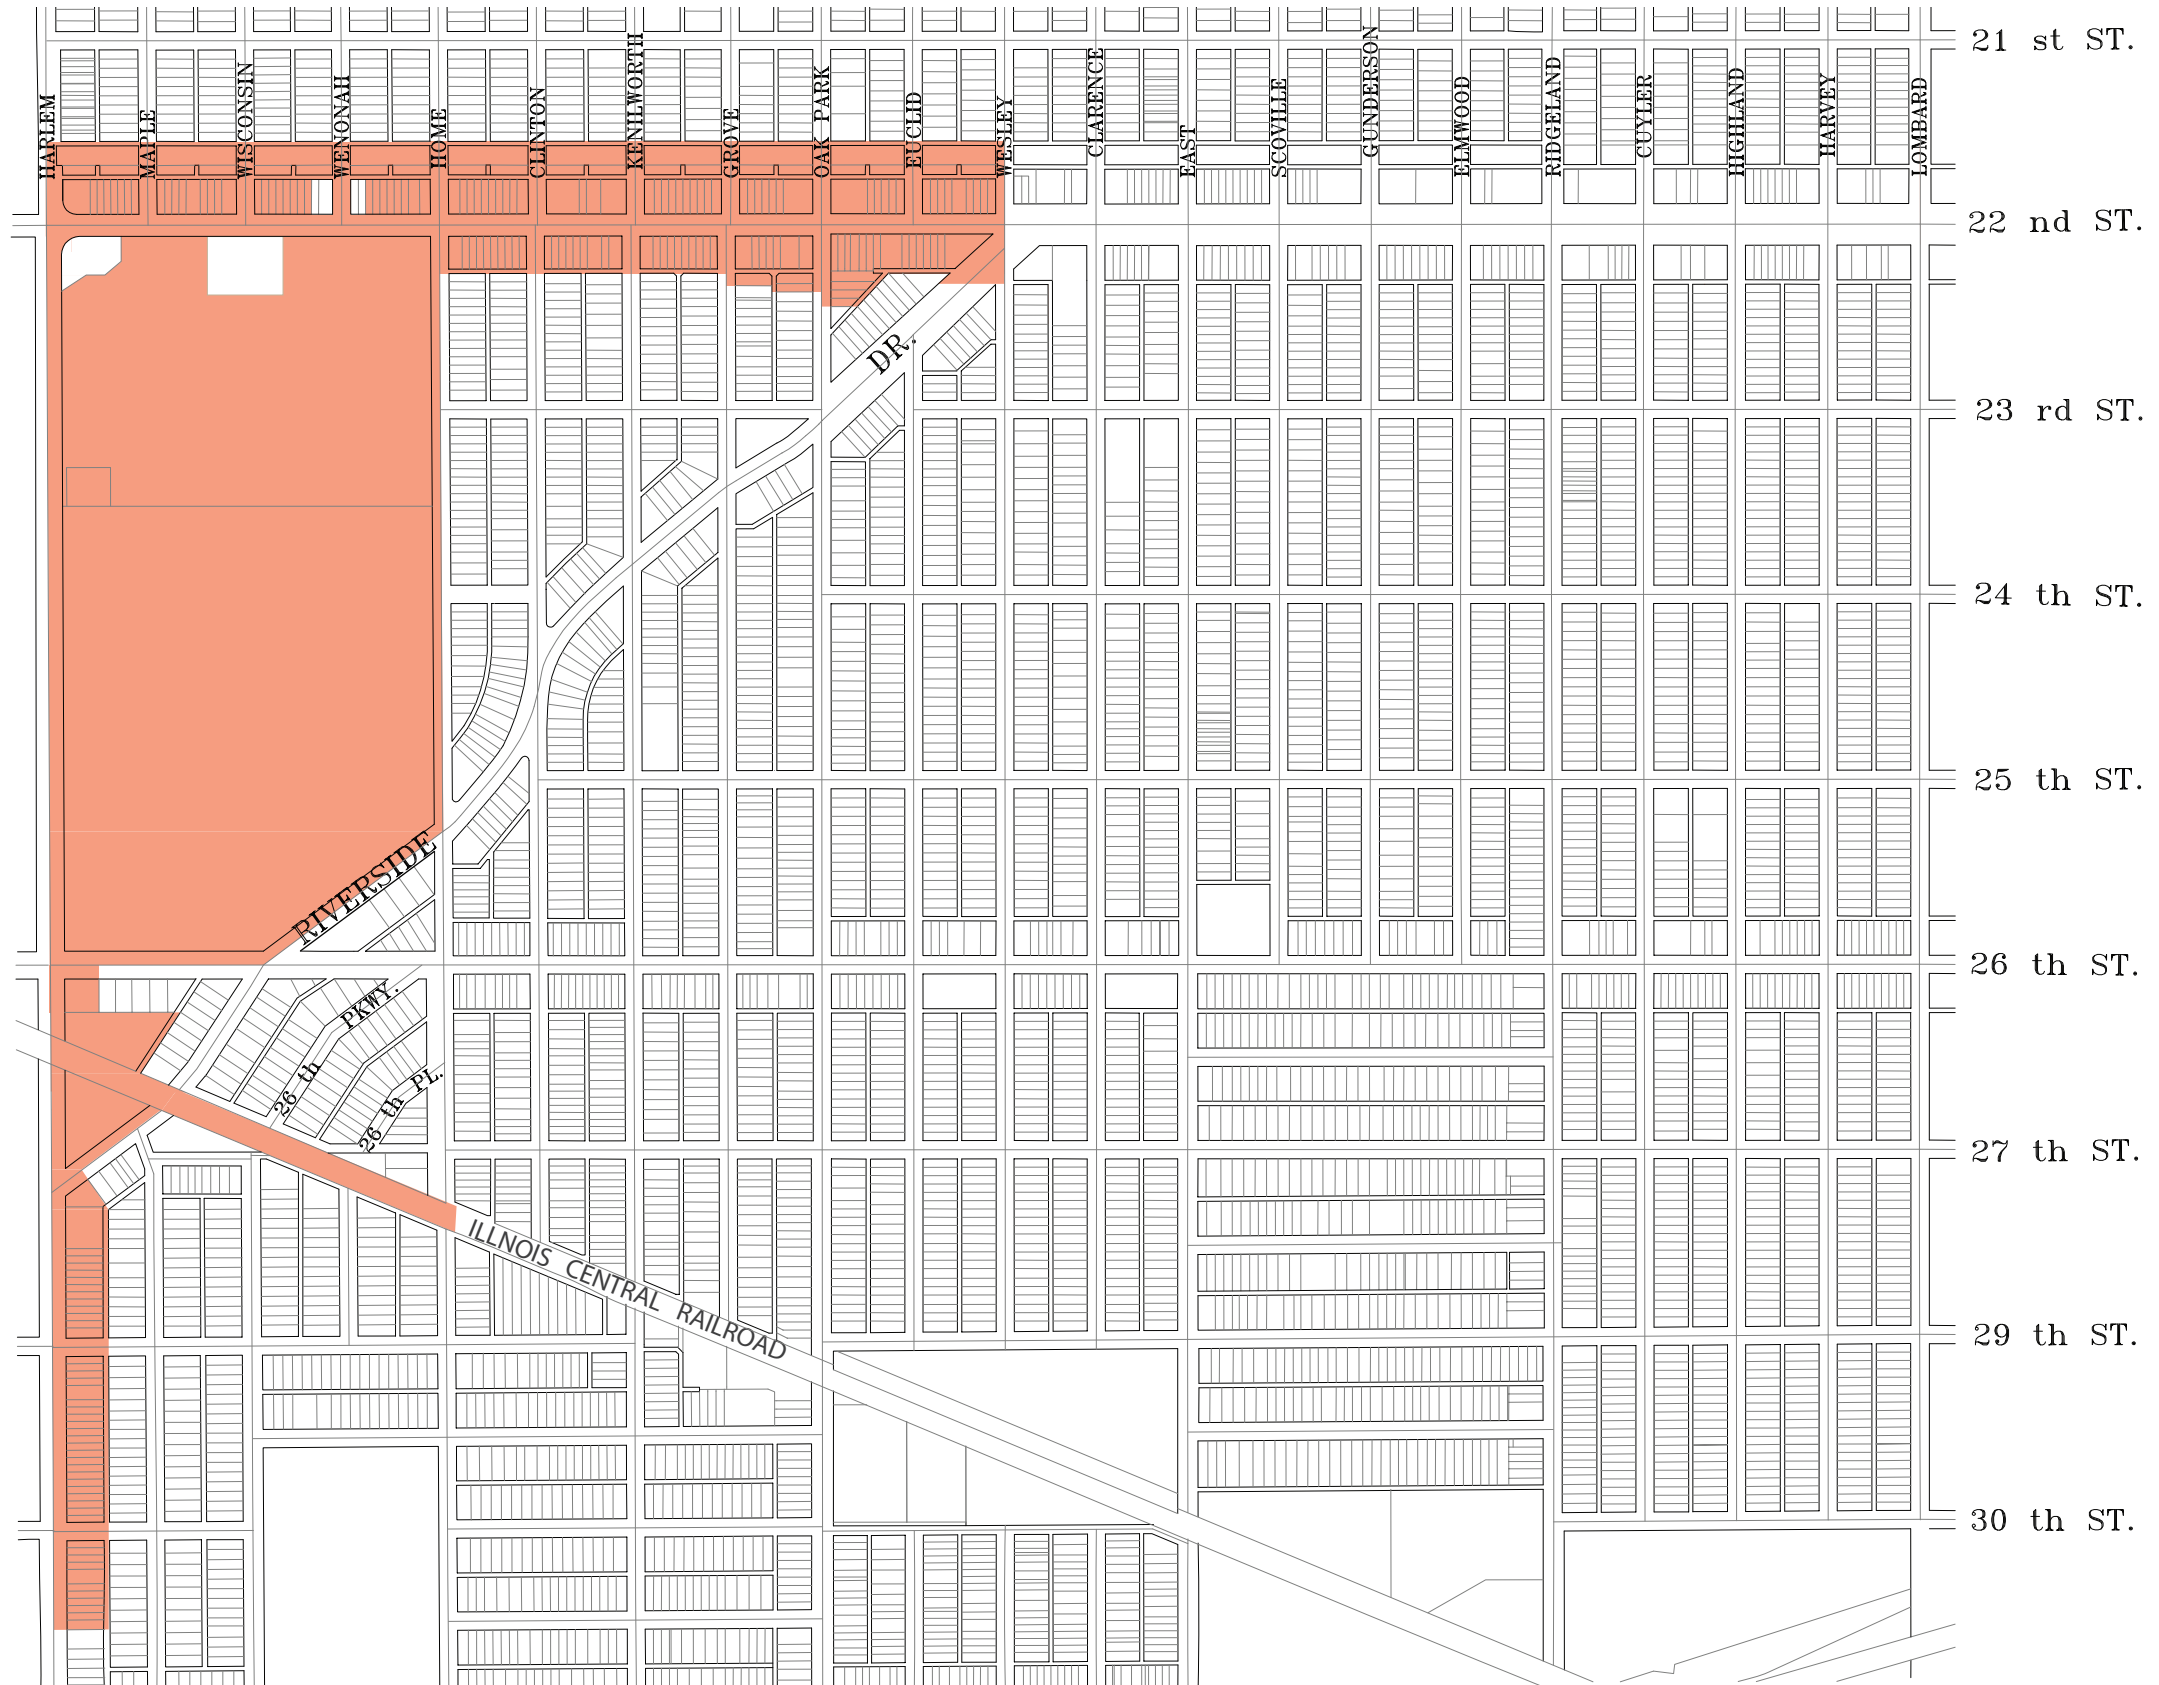 21 st ST.
HARLEM
MAPLE
WISCONSIN
WENONAH
HOME
CLINTON
KENILWORTH
GROVE
OAK PARK
EUCLID
WESLEY
CLARENCE
EAST
SCOVILLE
GUNDERSON
ELMWOOD
RIDGELAND
CUYLER
HIGHLAND
HARVEY
LOMBARD
22 nd ST.
DR.
23 rd ST.
24 th ST.
25 th ST.
RIVERSIDE
26 th ST.
26 th PKWY.
26 th PL.
27 th ST.
ILLNOIS CENTRAL RAILROAD
29 th ST.
30 th ST.